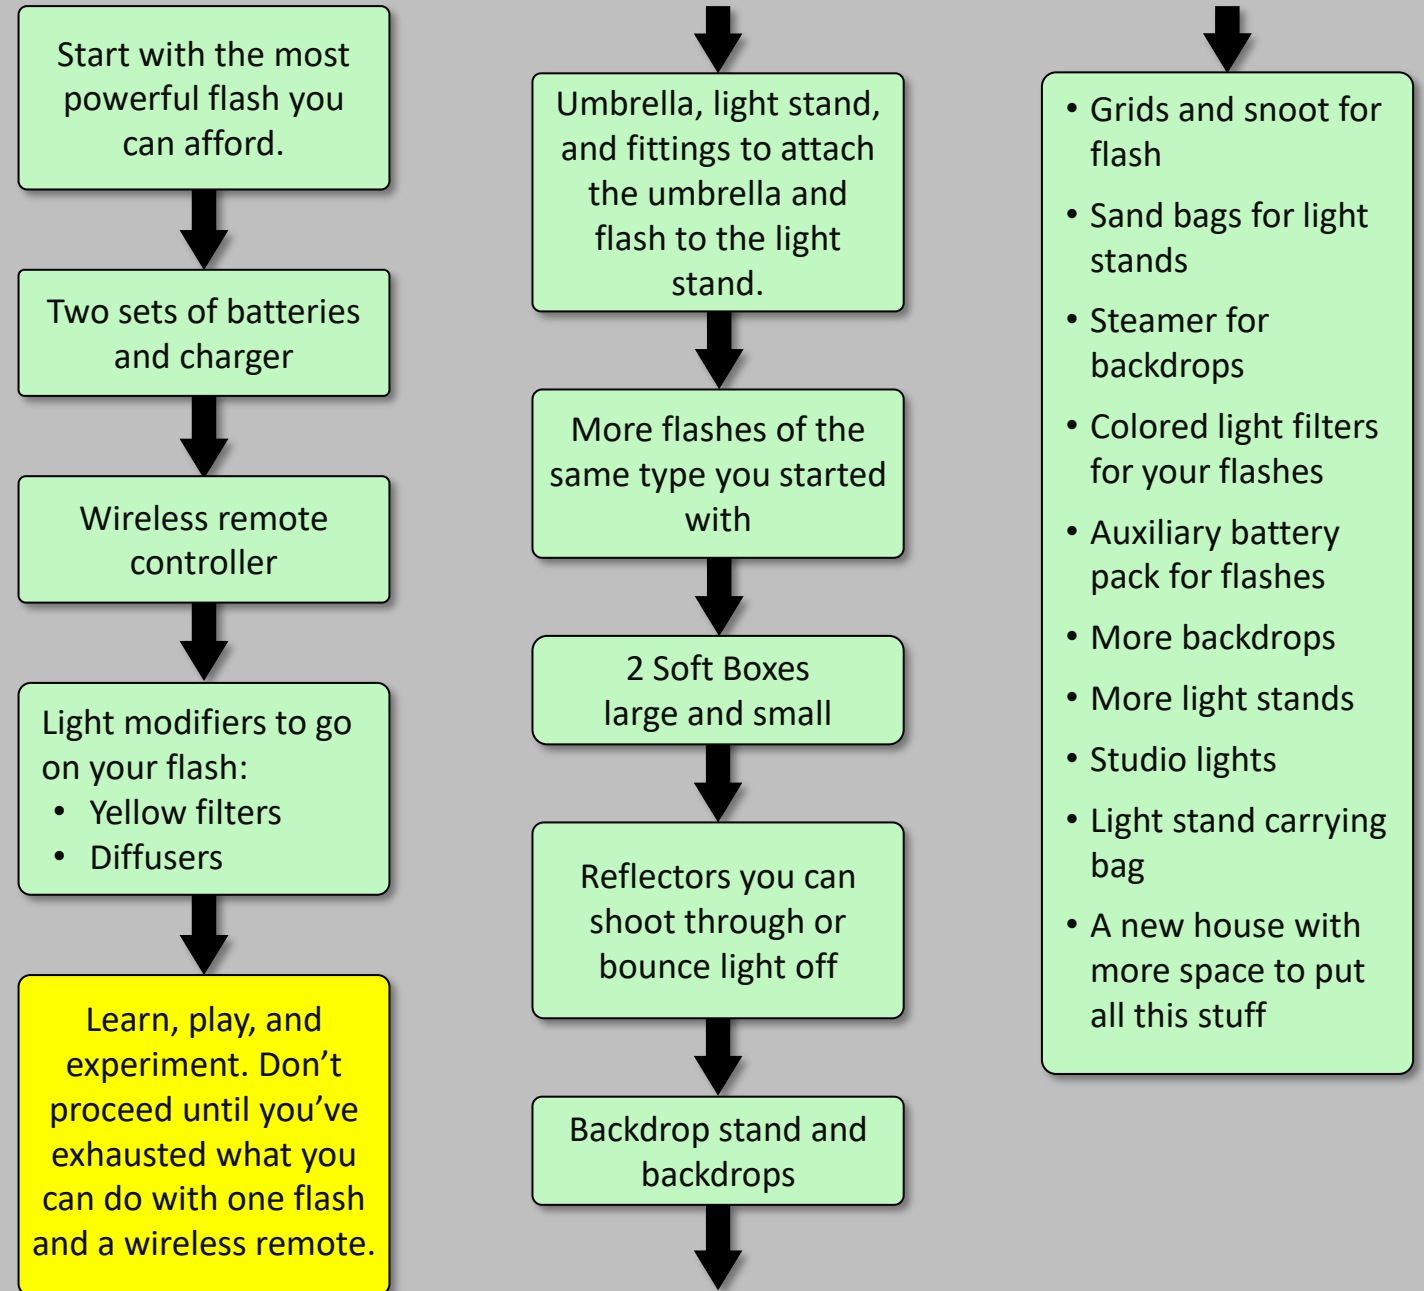 Start with the most
powerful flash you
can afford.
Two sets of batteries
and charger
Wireless remote
controller
Light modifiers to go
on your flash:
• Yellow filters
• Diffusers
Learn, play, and
experiment. Don’t
proceed until you’ve
exhausted what you
can do with one flash
and a wireless remote.
Umbrella, light stand,
and fittings to attach
the umbrella and
flash to the light
stand.
More flashes of the
same type you started
with
2 Soft Boxes
large and small
Reflectors you can
shoot through or
bounce light off
Backdrop stand and
backdrops
• Grids and snoot for
flash
• Sand bags for light
stands
• Steamer for
backdrops
• Colored light filters
for your flashes
• Auxiliary battery
pack for flashes
• More backdrops
• More light stands
• Studio lights
• Light stand carrying
bag
• A new house with
more space to put
all this stuff